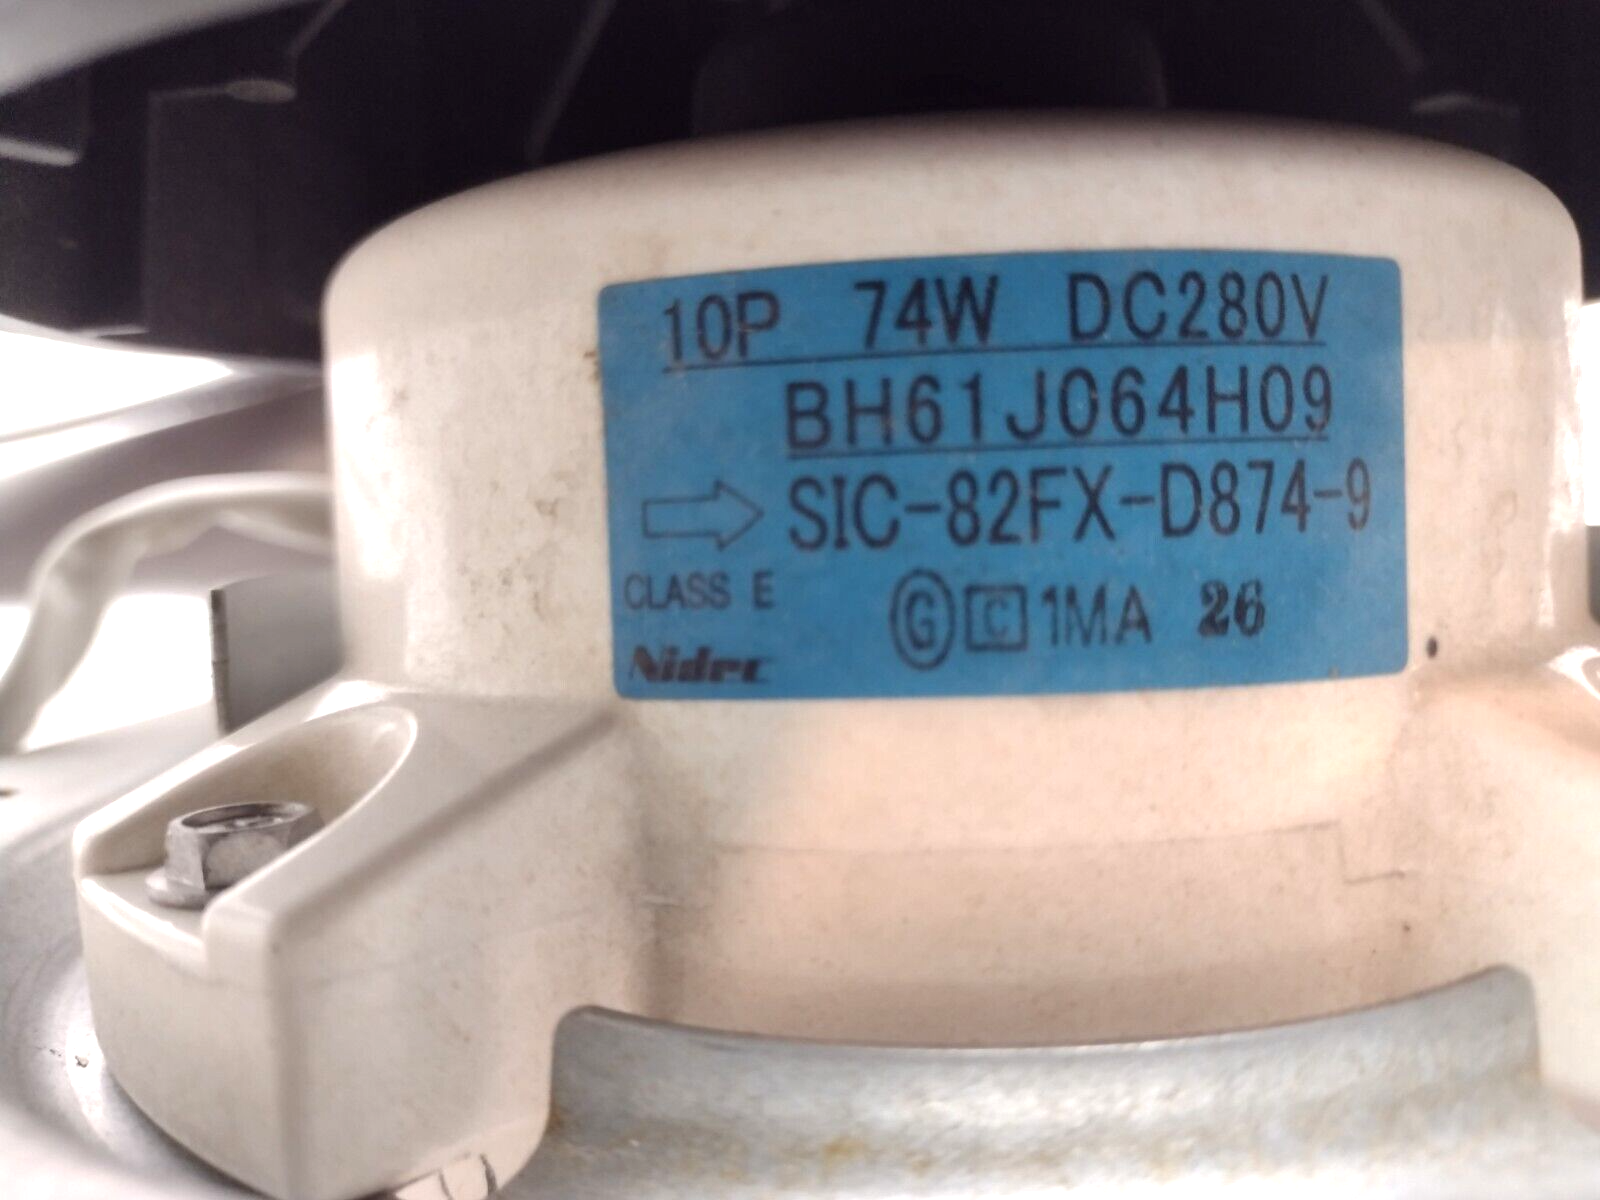 10P 74W DC280V
BH61J064H09
SIC-82FX-D874-9
CLASS E
G C 1MA 26
Nidec